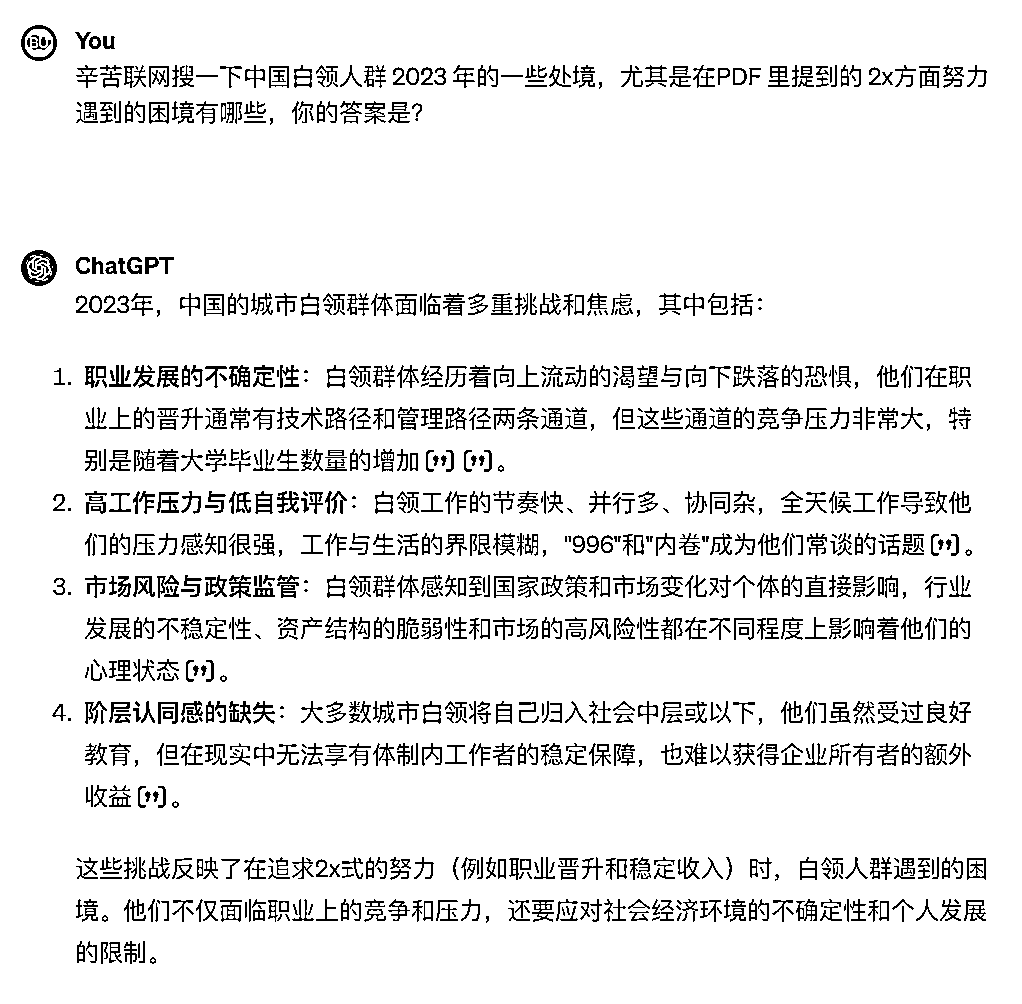 You
辛苦联网搜一下中国白领人群 2023 年的一些处境，尤其是在PDF 里提到的 2x方面努力
遇到的困境有哪些，你的答案是？
ChatGPT
2023年，中国的城市白领群体面临着多重挑战和焦虑，其中包括：
1. 职业发展的不确定性：白领群体经历着向上流动的渴望与向下跌落的恐惧，他们在职
业上的晋升通常有技术路径和管理路径两条通道，但这些通道的竞争压力非常大，特
别是随着大学毕业生数量的增加 [❞] [❞]。
2. 高工作压力与低自我评价：白领工作的节奏快、并行多、协同杂，全天候工作导致他
们的压力感知很强，工作与生活的界限模糊，"996"和"内卷"成为他们常谈的话题 [❞]。
3. 市场风险与政策监管：白领群体感知到国家政策和市场变化对个体的直接影响，行业
发展的不稳定性、资产结构的脆弱性和市场的高风险性都在不同程度上影响着他们的
心理状态 [❞]。
4. 阶层认同感的缺失：大多数城市白领将自己归入社会中层或以下，他们虽然受过良好
教育，但在现实中无法享有体制内工作者的稳定保障，也难以获得企业所有者的额外
收益 [❞]。
这些挑战反映了在追求2x式的努力（例如职业晋升和稳定收入）时，白领人群遇到的困
境。他们不仅面临职业上的竞争和压力，还要应对社会经济环境的不确定性和个人发展
的限制。